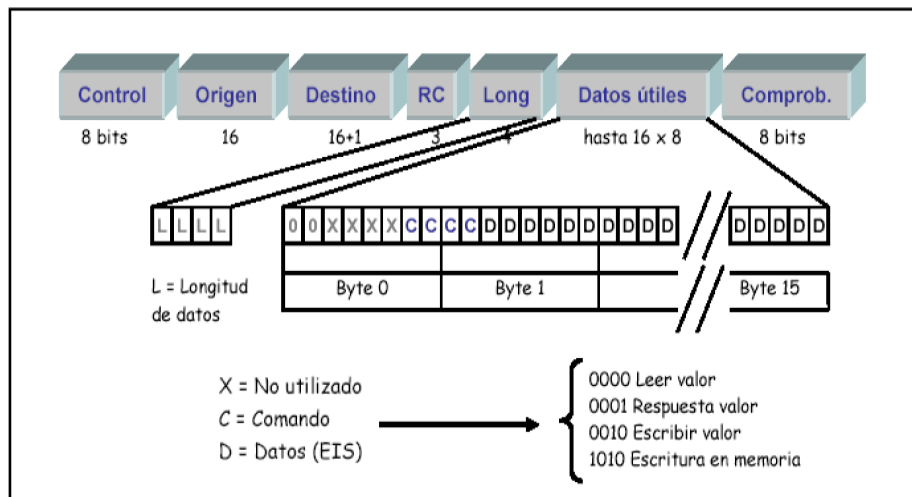 Control Origen Destino RC Long Datos útiles Comprob.
8 bits 16 16+1 3 4 hasta 16 x 8 8 bits
L L L L 0 0 X X X X C C C C D D D D D D D D D D D D D D D
L = Longitud Byte 0 Byte 1 Byte 15
de datos
X = No utilizado
C = Comando
D = Datos (EIS)
0000 Leer valor
0001 Respuesta valor
0010 Escribir valor
1010 Escritura en memoria